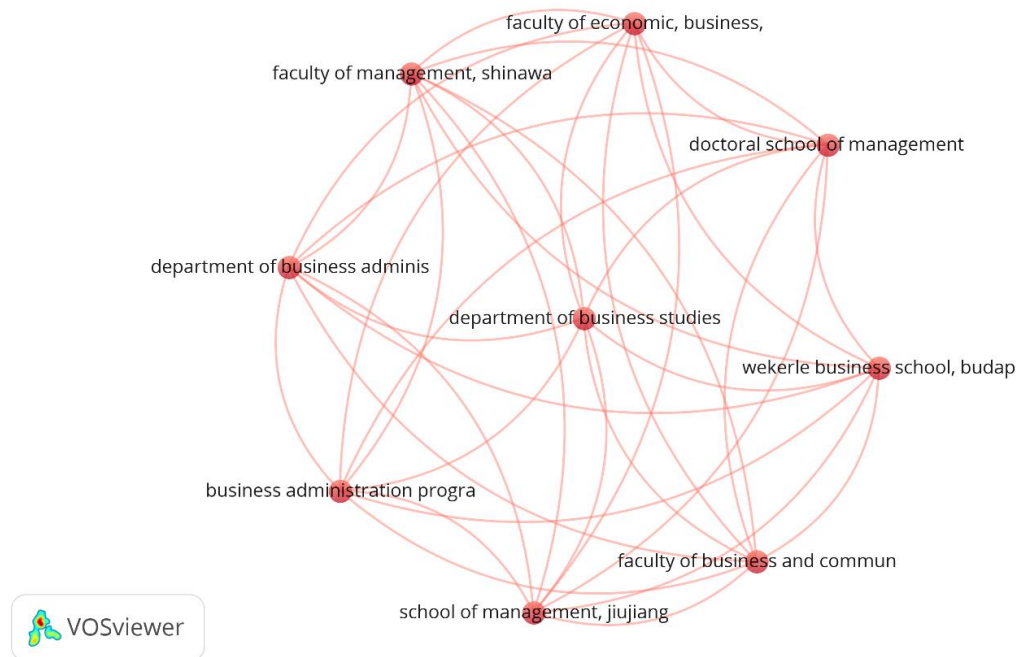 faculty of economic, business,
faculty of management, shinawa
doctoral school of management
department of business adminis
department of business studies
wekerle business school, budap
business administration progra
faculty of business and commun
school of management, jiujiang
VOSviewer